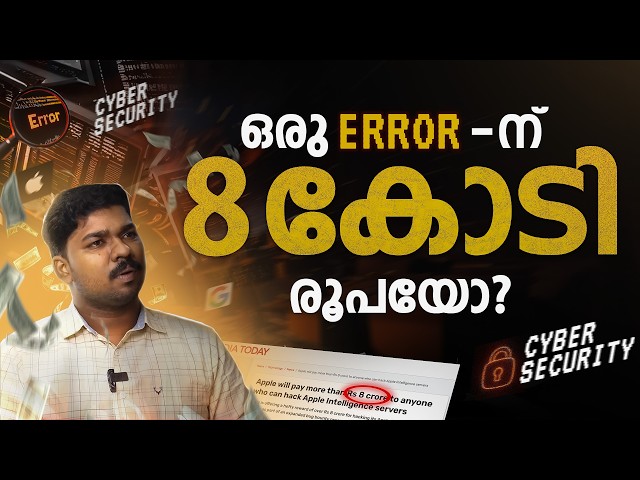 Error
CYBER
SECURITY
ഒരു ERROR -ന്
8 കോടി
രൂപയോ?
CYBER
SECURITY
DIA TODAY
Apple will pay more than Rs 8 crore to anyone
who can hack Apple Intelligence servers